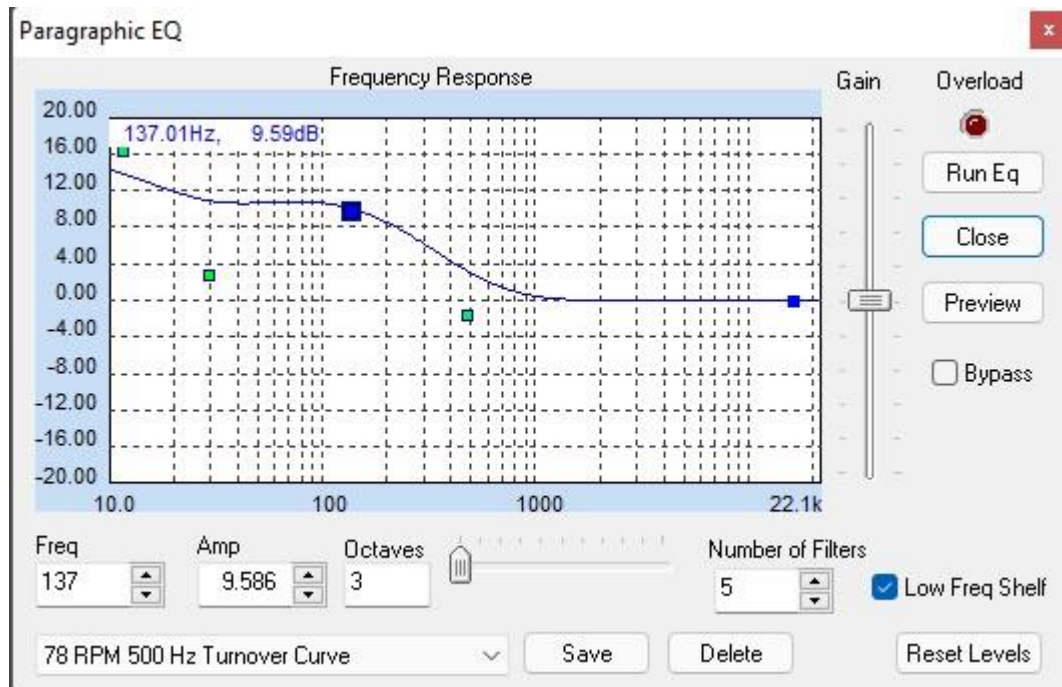 Paragraphic EQ
x
Frequency Response
Gain
Overload
20.00
137.01Hz, 9.59dB
16.00
12.00
8.00
4.00
0.00
-4.00
-8.00
-12.00
-16.00
-20.00
10.0 100 1000 22.1k
Run Eq
Close
Preview
Bypass
Freq Amp Octaves Number of Filters
137 9.586 3 5 Low Freq Shelf
78 RPM 500 Hz Turnover Curve Save Delete Reset Levels